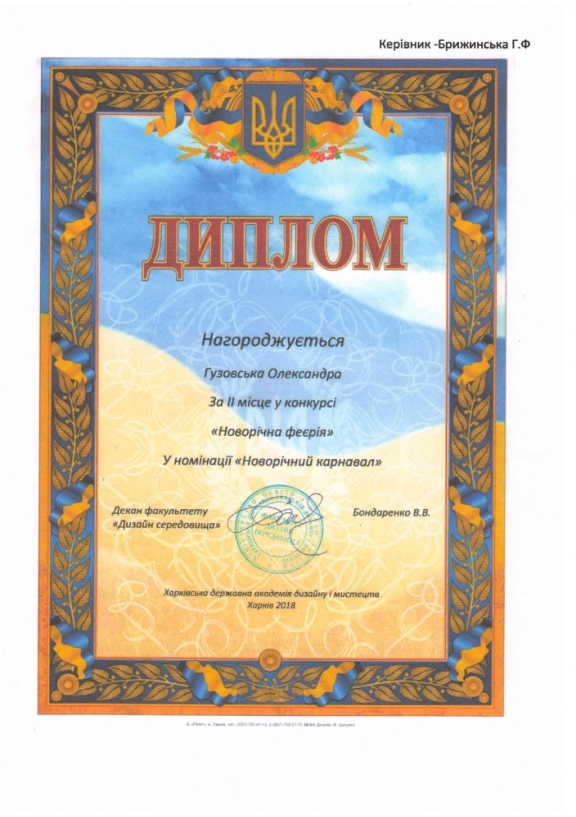 Керівник -Брижинська Г.Ф
ДИПЛОМ
Нагороджується
Гузовська Олександра
За ІІ місце у конкурсі
«Новорічна феєрія»
У номінації «Новорічний карнавал»
Декан факультету
«Дизайн середовища»
Бондаренко В.В.
Харківська державна академія дизайну і мистецтв
Харків 2018